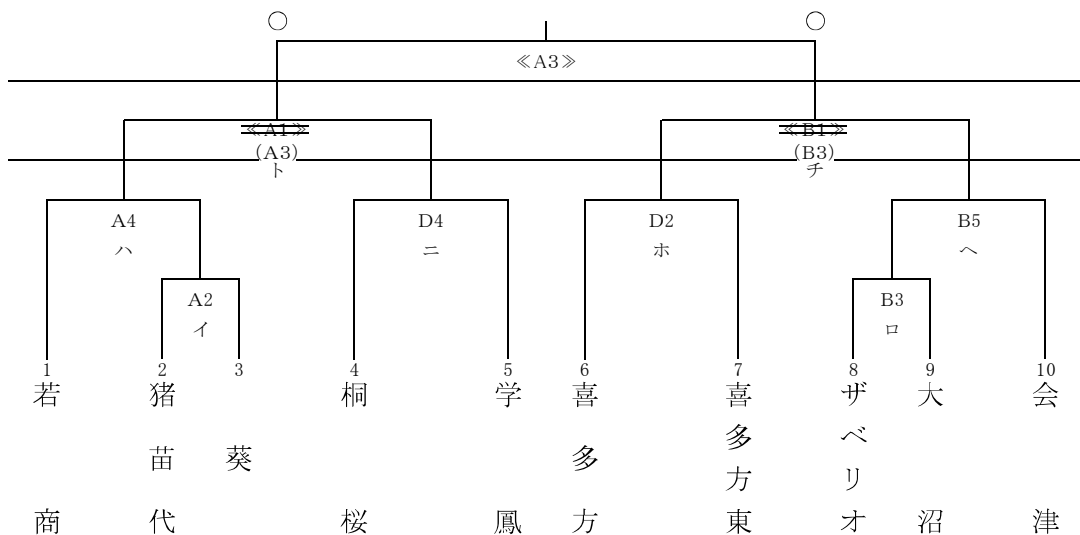 ○ ○
≪A3≫
≪A1≫ ≪B1≫
(A3) (B3)
ト チ
A4 D4 D2 B5
ハ ニ ホ ヘ
A2 B3
イ ロ
1 2 3 4 5 6 7 8 9 10
若商
猪苗代
葵
桐桜
学鳳
喜多方
喜多方東
ザベリオ
大沼
会津